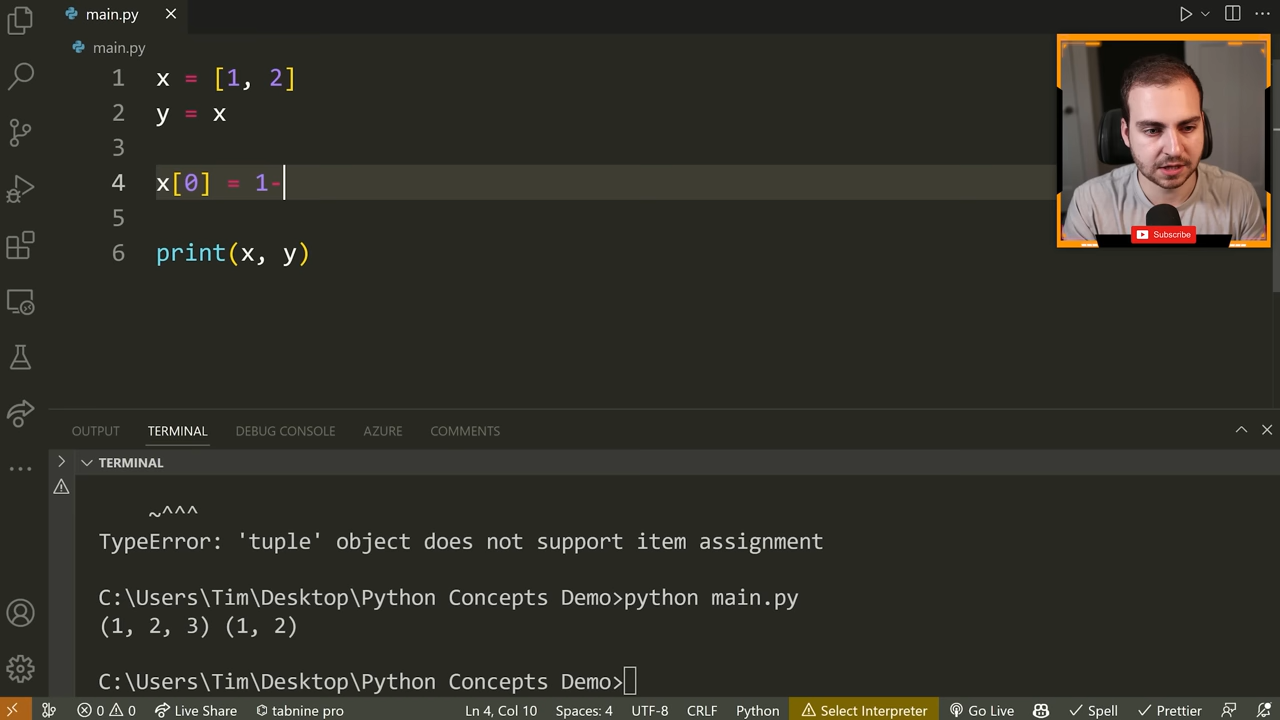 main.py
main.py
1 x = [1, 2]
2 y = x
3
4 x[0] = 1-
5
6 print(x, y)
Subscribe
OUTPUT TERMINAL DEBUG CONSOLE AZURE COMMENTS
TERMINAL
~^^^
TypeError: 'tuple' object does not support item assignment
C:\Users\Tim\Desktop\Python Concepts Demo>python main.py
(1, 2, 3) (1, 2)
C:\Users\Tim\Desktop\Python Concepts Demo>
0 0 Live Share tabnine pro Ln 4, Col 10 Spaces: 4 UTF-8 CRLF Python Select Interpreter Go Live Spell Prettier